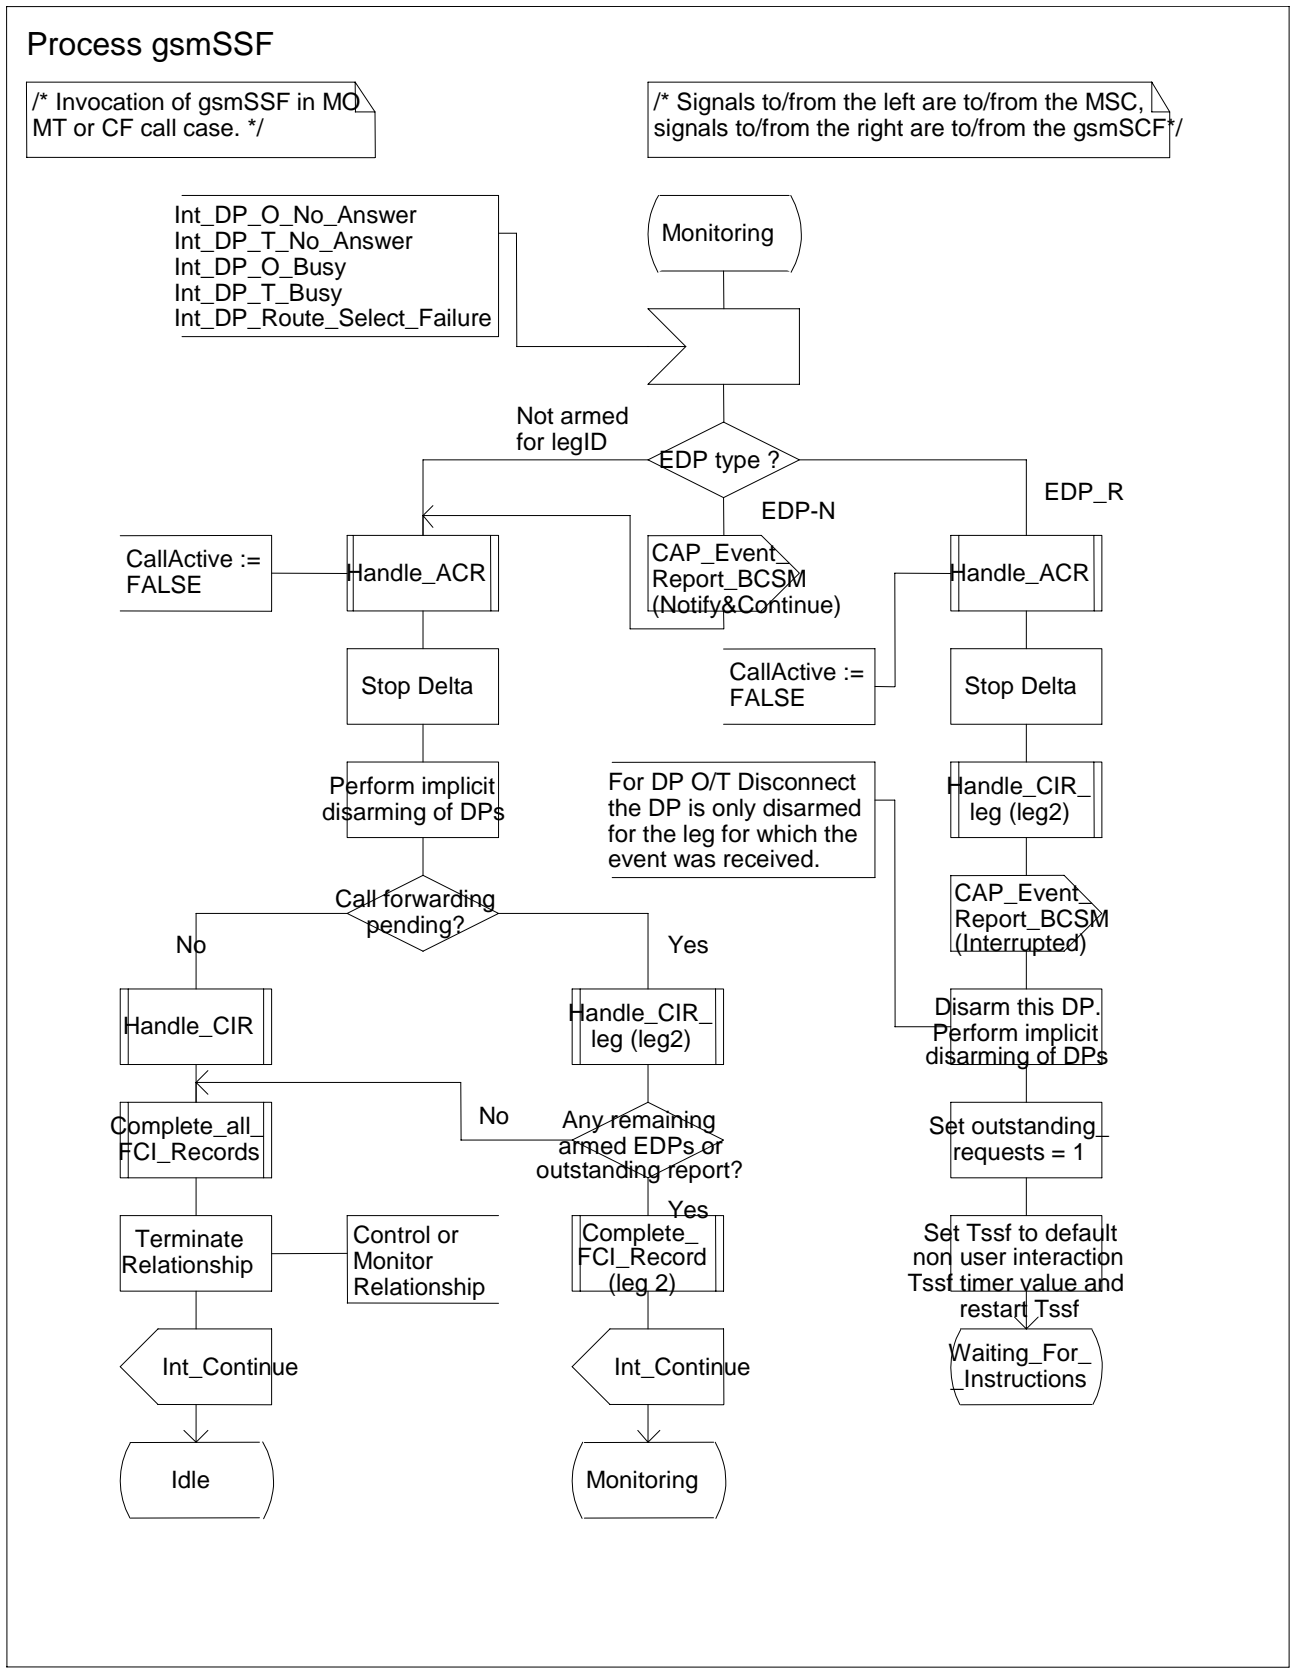 Process gsmSSF
/* Invocation of gsmSSF in MO
MT or CF call case. */
/* Signals to/from the left are to/from the MSC,
signals to/from the right are to/from the gsmSCF*/
Int_DP_O_No_Answer
Int_DP_T_No_Answer
Int_DP_O_Busy
Int_DP_T_Busy
Int_DP_Route_Select_Failure
Monitoring
Not armed
for legID
EDP type ?
EDP_R
EDP-N
CallActive :=
FALSE
Handle_ACR
CAP_Event_
Report_BCSM
(Notify&Continue)
Handle_ACR
Stop Delta
CallActive :=
FALSE
Stop Delta
Perform implicit
disarming of DPs
For DP O/T Disconnect
the DP is only disarmed
for the leg for which the
event was received.
Handle_CIR_
leg (leg2)
Call forwarding
pending?
CAP_Event_
Report_BCSM
(Interrupted)
No
Yes
Handle_CIR
Handle_CIR_
leg (leg2)
Disarm this DP.
Perform implicit
disarming of DPs
Complete_all_
FCI_Records
No
Any remaining
armed EDPs or
outstanding report?
Set outstanding_
requests = 1
Yes
Terminate
Relationship
Control or
Monitor
Relationship
Complete_
FCI_Record
(leg 2)
Set Tssf to default
non user interaction
Tssf timer value and
restart Tssf
Int_Continue
Int_Continue
Waiting_For_
_Instructions
Idle
Monitoring